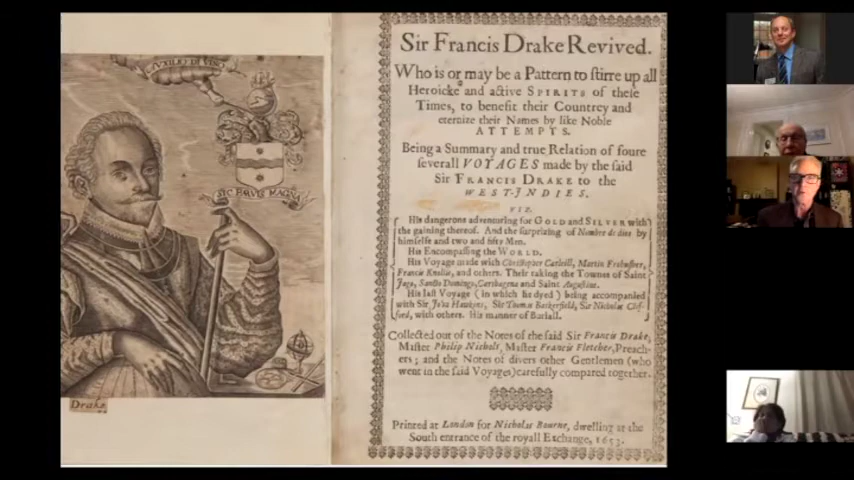 AVXILIO DIVINO
SIC PARVIS MAGNA
Drake
Sir Francis Drake Revived.
Who is or may be a Pattern to stirre up all
Heroicke and active SPIRITS of these
Times, to benefit their Countrey and
eternize their Names by like Noble
ATTEMPTS.
Being a Summary and true Relation of foure
severall VOYAGES made by the said
Sir FRANCIS DRAKE to the
WEST-INDIES.
VIZ.
His dangerous adventuring for GOLD and SILVER with
the gaining thereof. And the surprizing of Nombre de dios by
himselfe and two and fifty Men.
His Encompassing the WORLD.
His Voyage made with Christopher Carleill, Martin Frobusher,
Francis Knollis, and others. Their taking the Townes of Saint
Jago, Sancto Domingo, Carthagena and Saint Augustine.
His last Voyage (in which he dyed) being accompanied
with Sir John Hawkins, Sir Thomas Baskerfield, Sir Nicholas Clif-
ford, with others. His manner of Buriall.
Collected out of the Notes of the said Sir Francis Drake,
Master Philip Nichols, Master Francis Fletcher, Preach-
ers; and the Notes of divers other Gentlemen (who
went in the said Voyages) carefully compared together.
Printed at London for Nicholas Bourne, dwelling at the
South entrance of the royall Exchange, 1653.